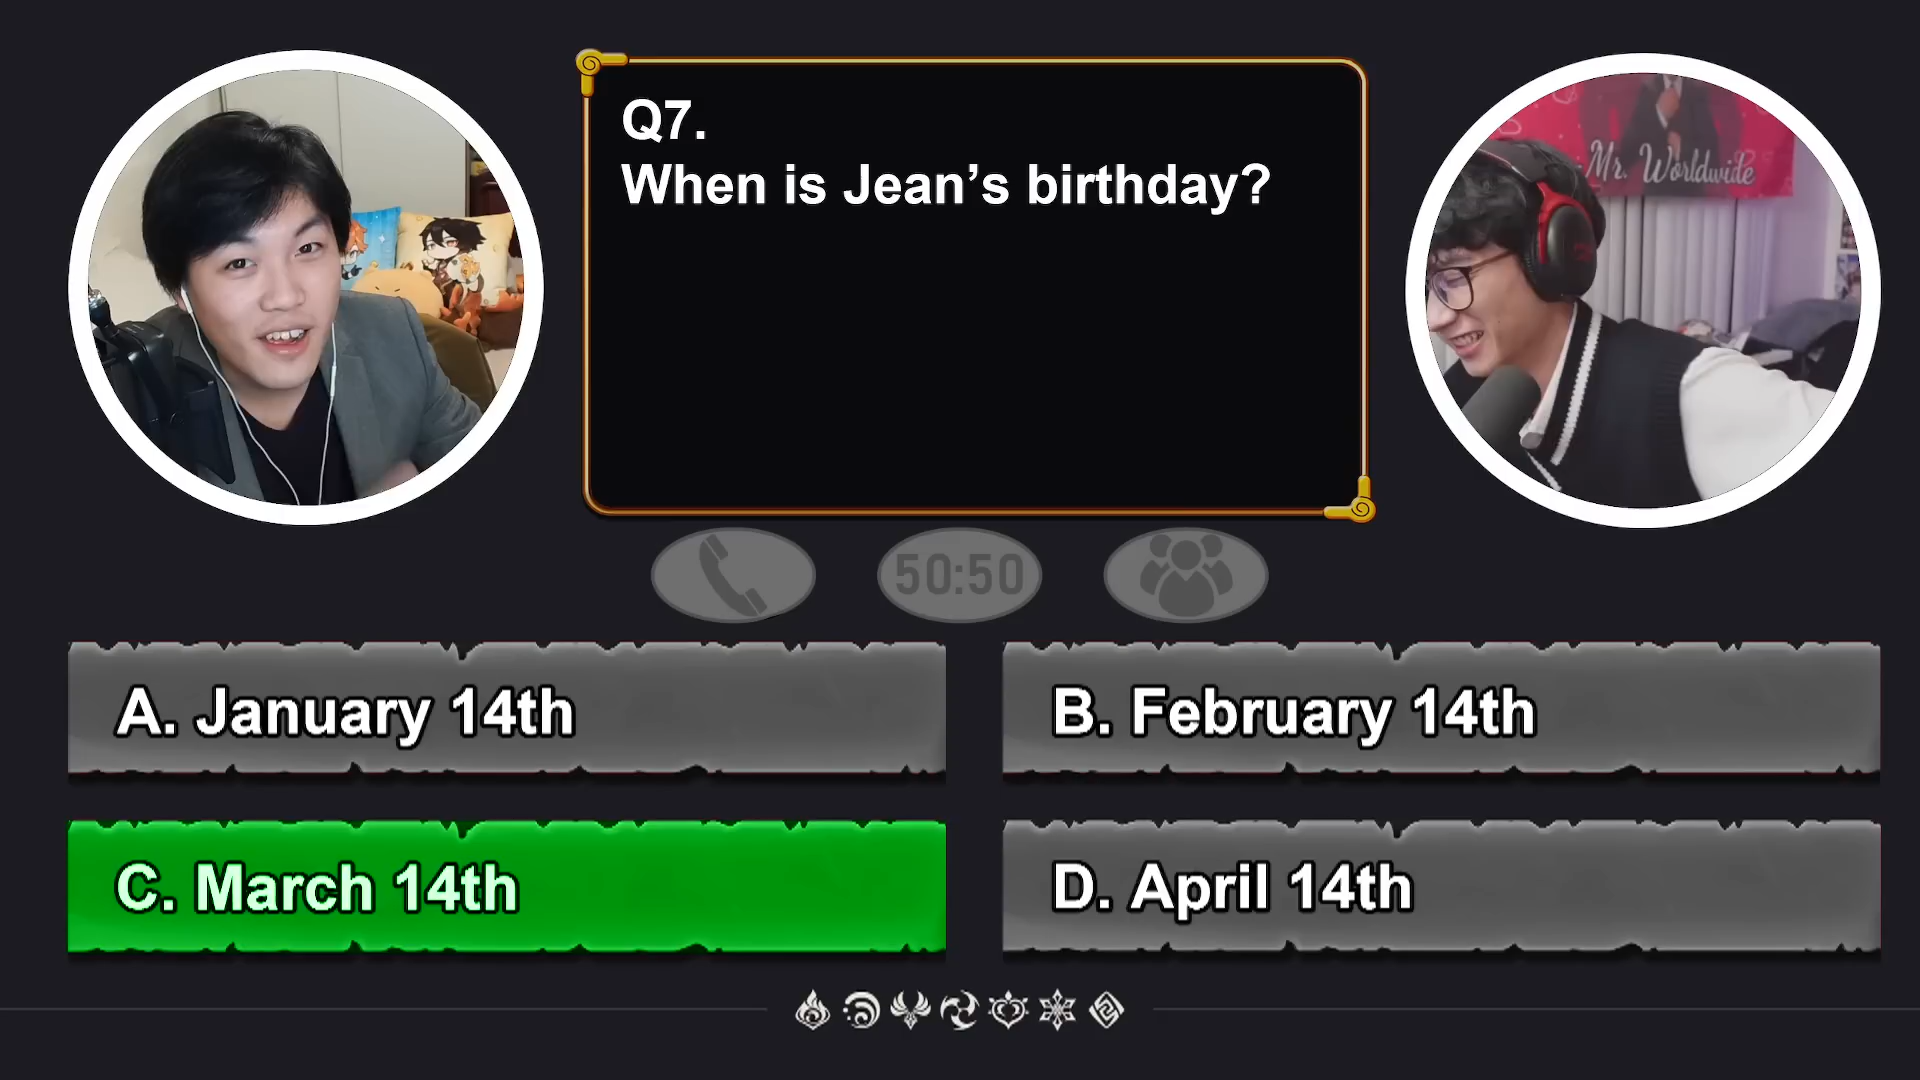 Q7.
When is Jean’s birthday?
Mr. Worldwide
50:50
A. January 14th
B. February 14th
C. March 14th
D. April 14th